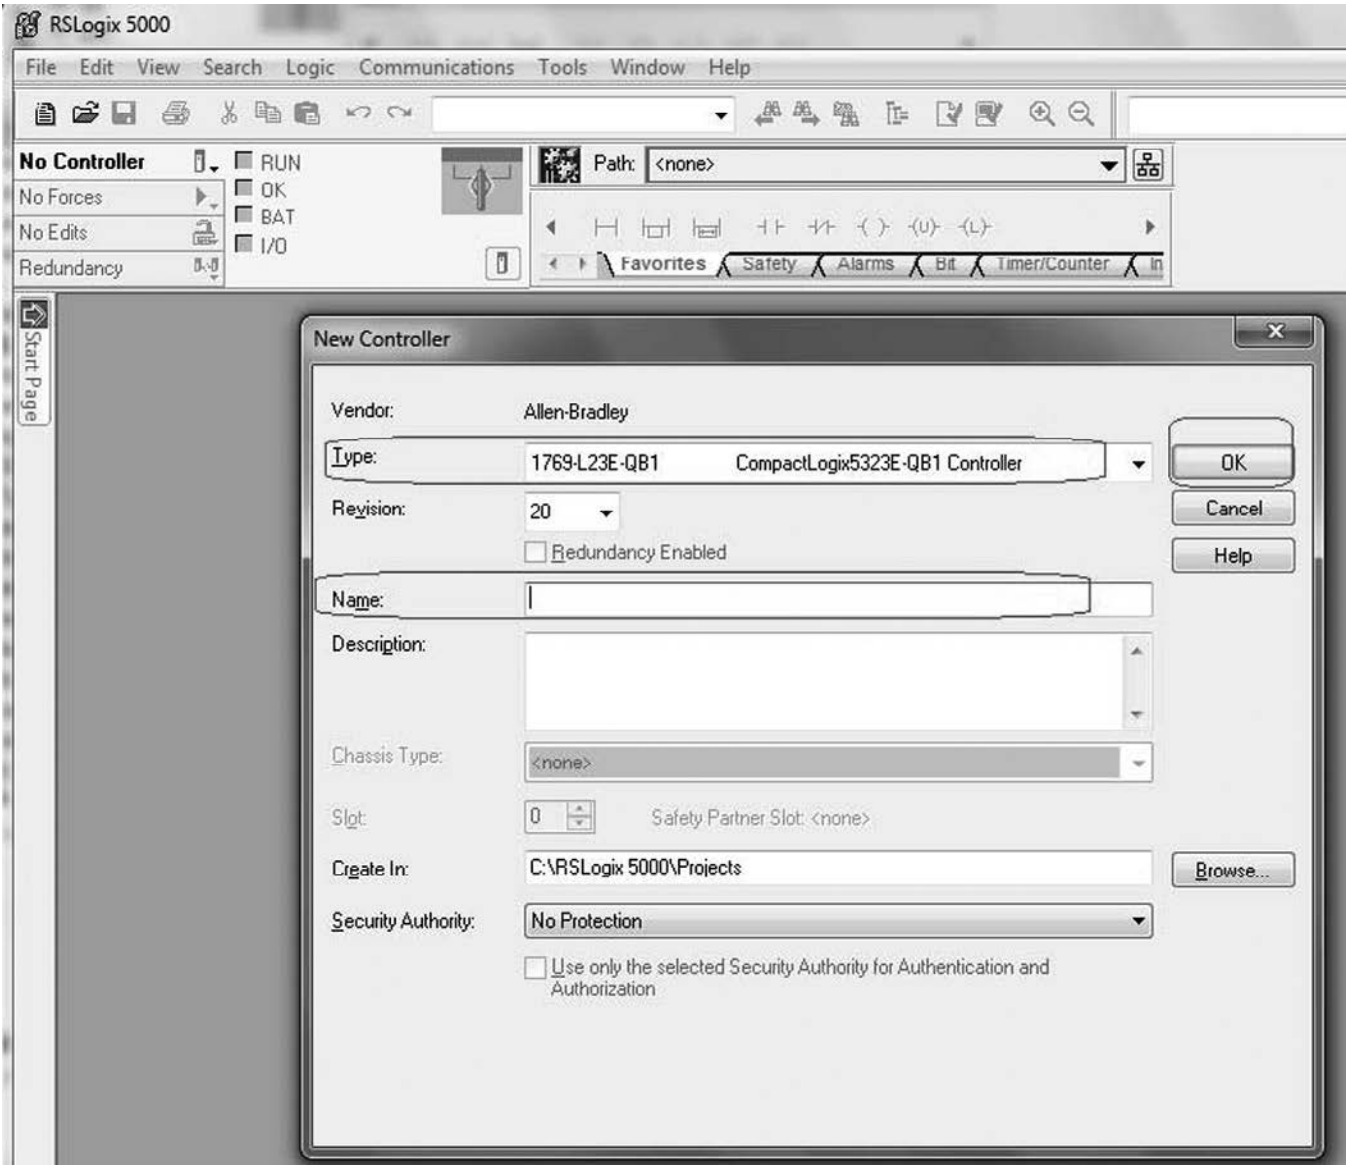 RSLogix 5000
File Edit View Search Logic Communications Tools Window Help
No Controller
RUN
No Forces
OK
BAT
No Edits
I/O
Redundancy
Path: <none>
Favorites Safety Alarms Bit Timer/Counter In
Start Page
New Controller
Vendor: Allen-Bradley
Type: 1769-L23E-QB1 CompactLogix5323E-QB1 Controller
OK
Revision: 20
Cancel
Redundancy Enabled
Help
Name:
Description:
Chassis Type: <none>
Slot: 0 Safety Partner Slot: <none>
Create In: C:\RSLogix 5000\Projects
Browse...
Security Authority: No Protection
Use only the selected Security Authority for Authentication and
Authorization